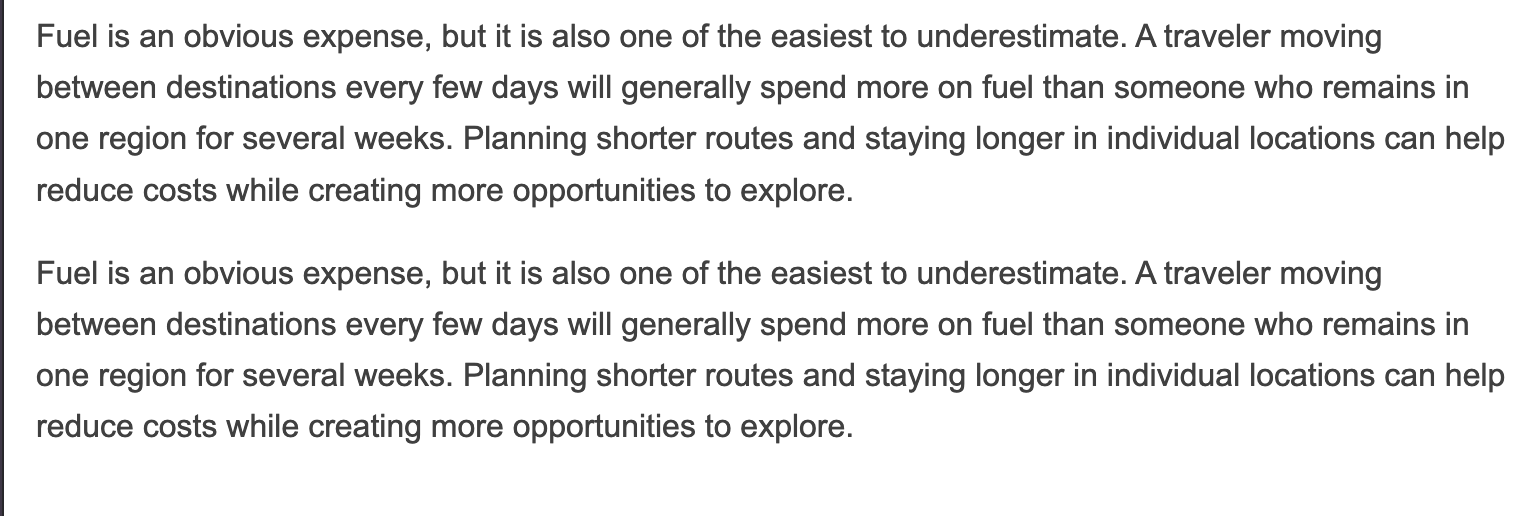 Fuel is an obvious expense, but it is also one of the easiest to underestimate. A traveler moving
between destinations every few days will generally spend more on fuel than someone who remains in
one region for several weeks. Planning shorter routes and staying longer in individual locations can help
reduce costs while creating more opportunities to explore.
Fuel is an obvious expense, but it is also one of the easiest to underestimate. A traveler moving
between destinations every few days will generally spend more on fuel than someone who remains in
one region for several weeks. Planning shorter routes and staying longer in individual locations can help
reduce costs while creating more opportunities to explore.